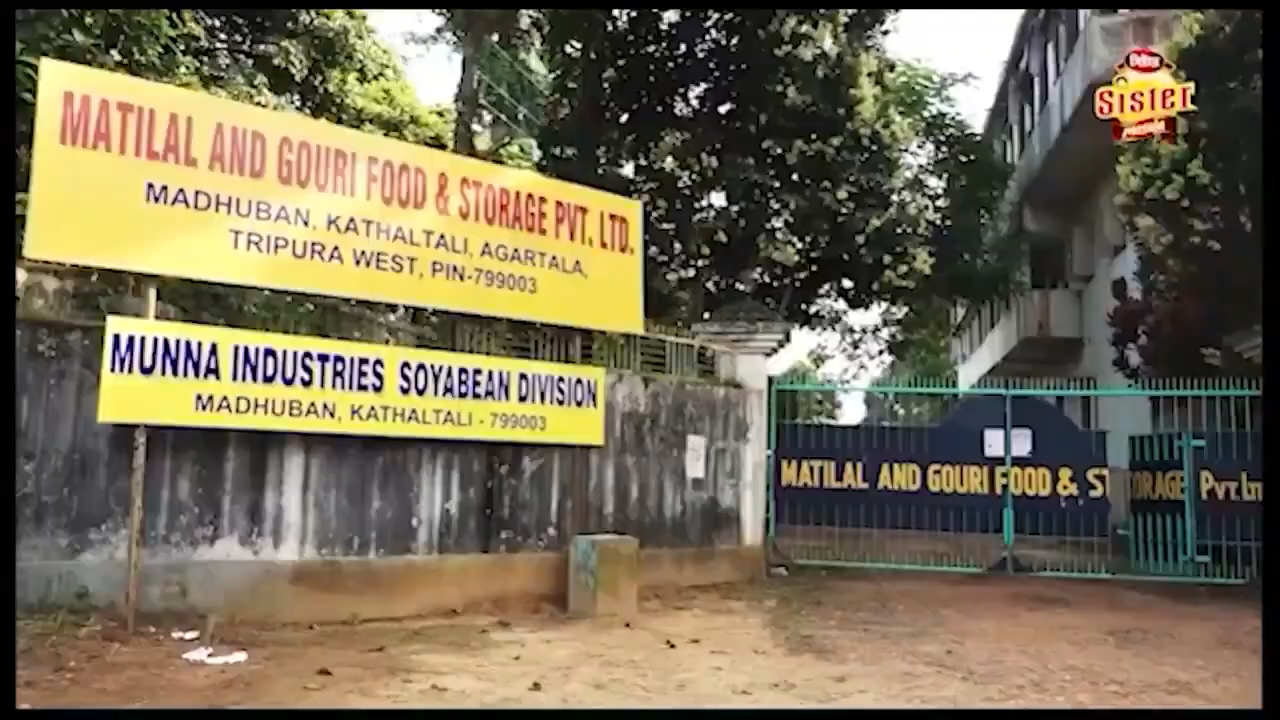 MATILAL AND GOURI FOOD & STORAGE PVT. LTD.
MADHUBAN, KATHALTALI, AGARTALA,
TRIPURA WEST, PIN-799003
MUNNA INDUSTRIES SOYABEAN DIVISION
MADHUBAN, KATHALTALI - 799003
MATILAL AND GOURI FOOD & STORAGE PVT. LT
Sister